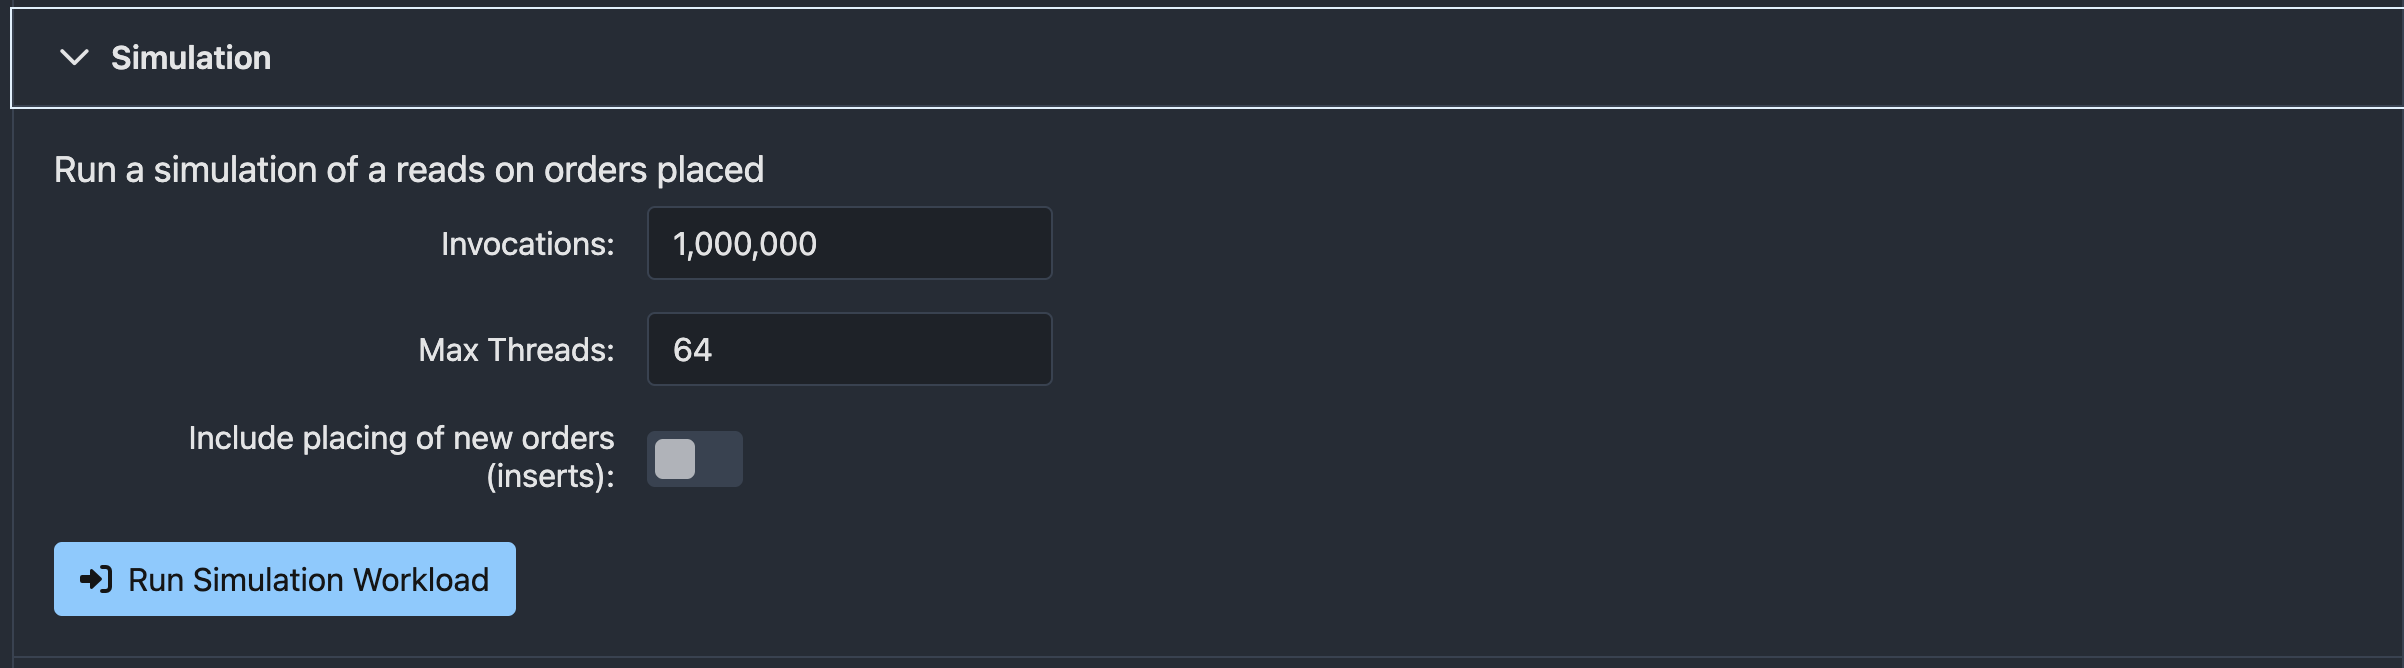 Simulation
Run a simulation of a reads on orders placed
Invocations: 1,000,000
Max Threads: 64
Include placing of new orders
(inserts):
Run Simulation Workload